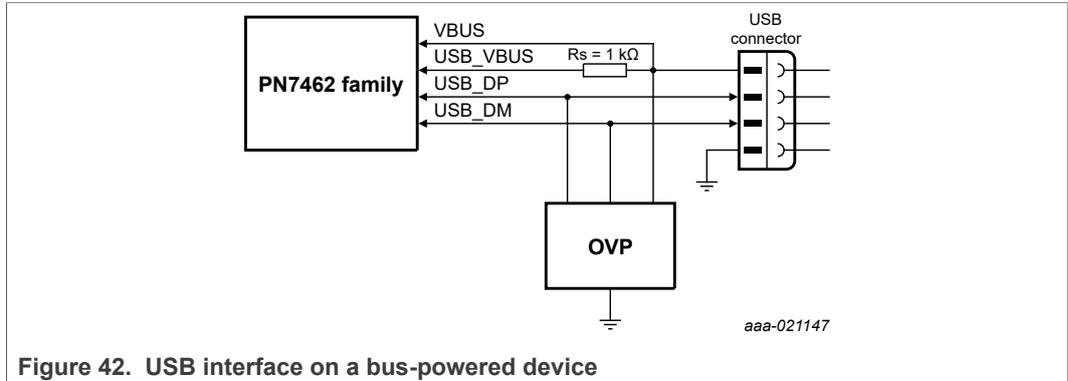 VBUS
USB
connector
USB_VBUS
Rs = 1 kΩ
PN7462 family
USB_DP
USB_DM
OVP
aaa-021147
Figure 42. USB interface on a bus-powered device